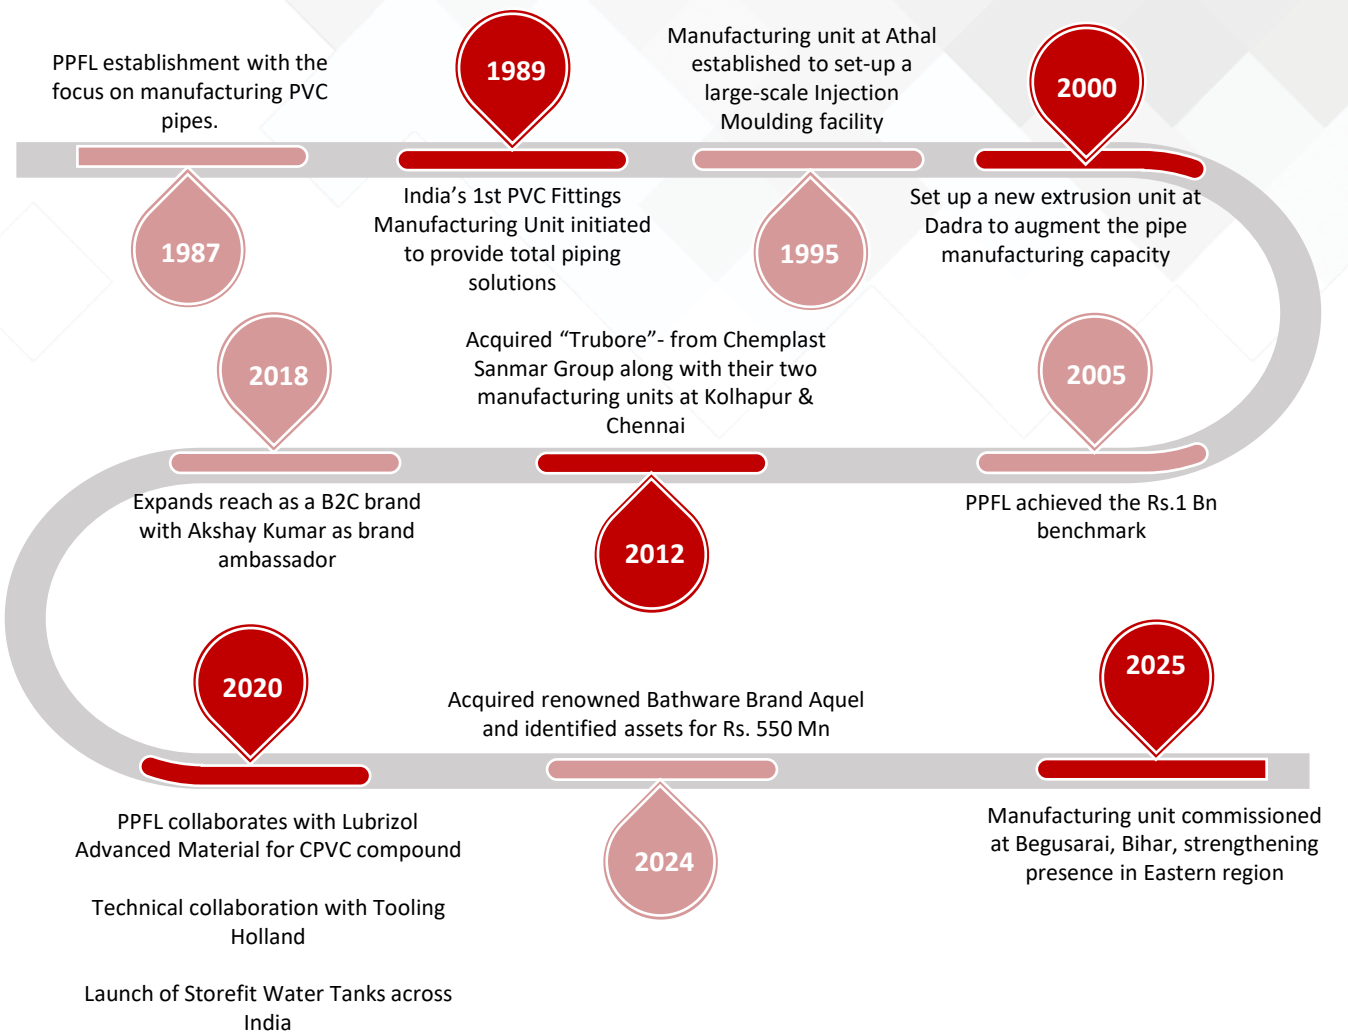 PPFL establishment with the
focus on manufacturing PVC
pipes.
1987
1989
India’s 1st PVC Fittings
Manufacturing Unit initiated
to provide total piping
solutions
Manufacturing unit at Athal
established to set-up a
large-scale Injection
Moulding facility
1995
2000
Set up a new extrusion unit at
Dadra to augment the pipe
manufacturing capacity
2005
PPFL achieved the Rs.1 Bn
benchmark
Acquired “Trubore”- from Chemplast
Sanmar Group along with their two
manufacturing units at Kolhapur &
Chennai
2012
2018
Expands reach as a B2C brand
with Akshay Kumar as brand
ambassador
2020
PPFL collaborates with Lubrizol
Advanced Material for CPVC compound
Technical collaboration with Tooling
Holland
Launch of Storefit Water Tanks across
India
Acquired renowned Bathware Brand Aquel
and identified assets for Rs. 550 Mn
2024
2025
Manufacturing unit commissioned
at Begusarai, Bihar, strengthening
presence in Eastern region